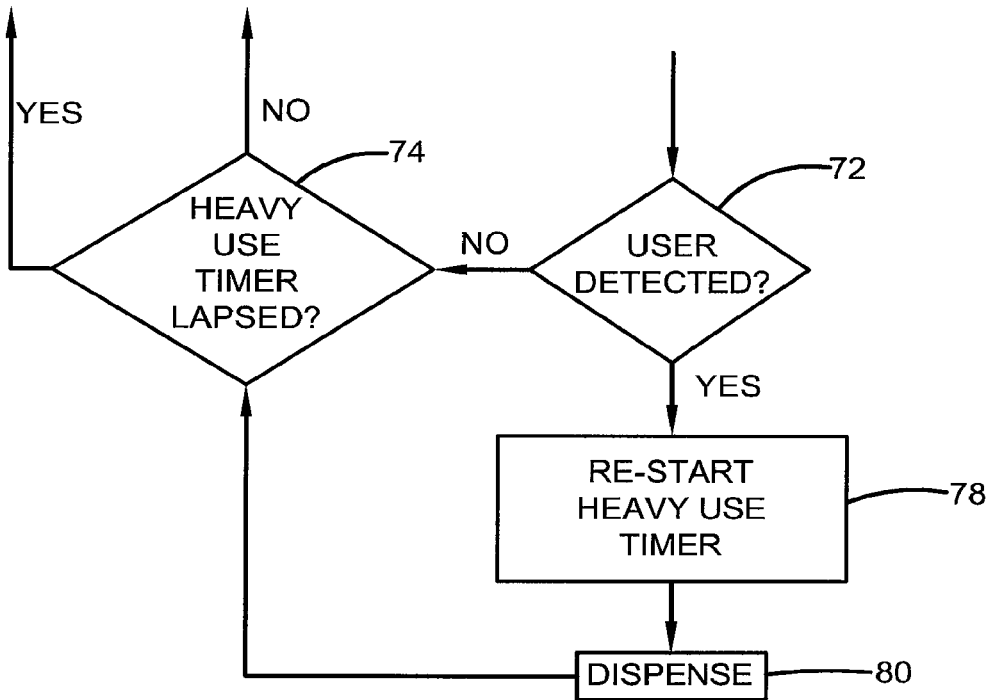 YES
NO
74
HEAVY
USE
TIMER
LAPSED?
NO
72
USER
DETECTED?
YES
RE-START
HEAVY USE
TIMER
78
DISPENSE
80